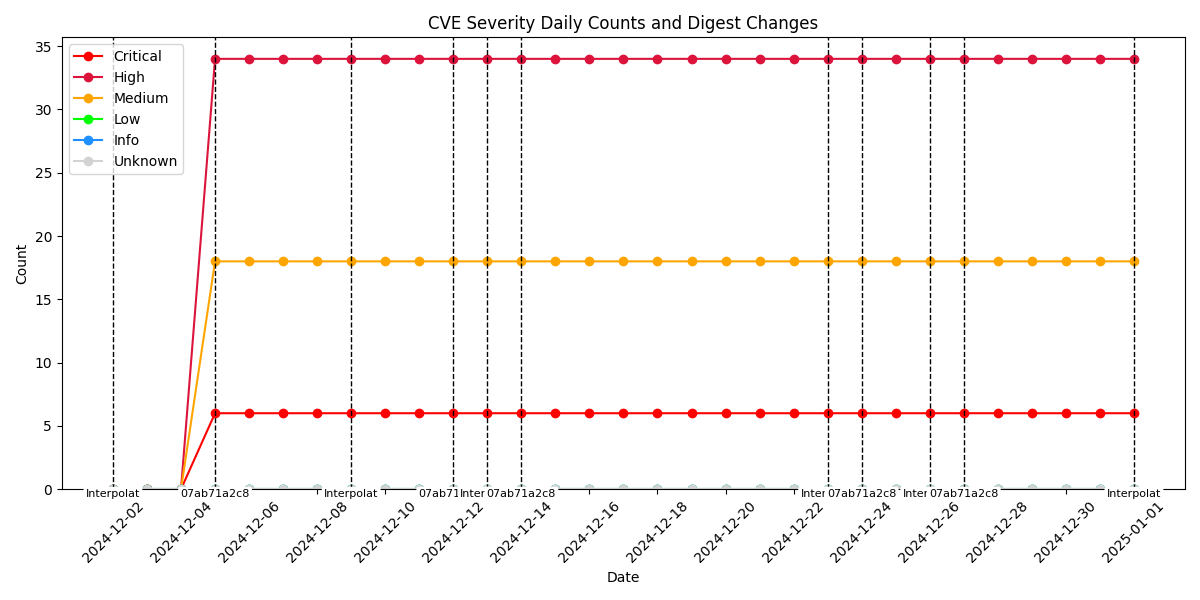 CVE Severity Daily Counts and Digest Changes
Critical
High
Medium
Low
Info
Unknown
Count
35
30
25
20
15
10
5
0
Interpolat
07ab71a2c8
Interpolat
07ab71
Inter
07ab71a2c8
Inter
07ab71a2c8
Inter
07ab71a2c8
Interpolat
2024-12-02
2024-12-04
2024-12-06
2024-12-08
2024-12-10
2024-12-12
2024-12-14
2024-12-16
2024-12-18
2024-12-20
2024-12-22
2024-12-24
2024-12-26
2024-12-28
2024-12-30
2025-01-01
Date